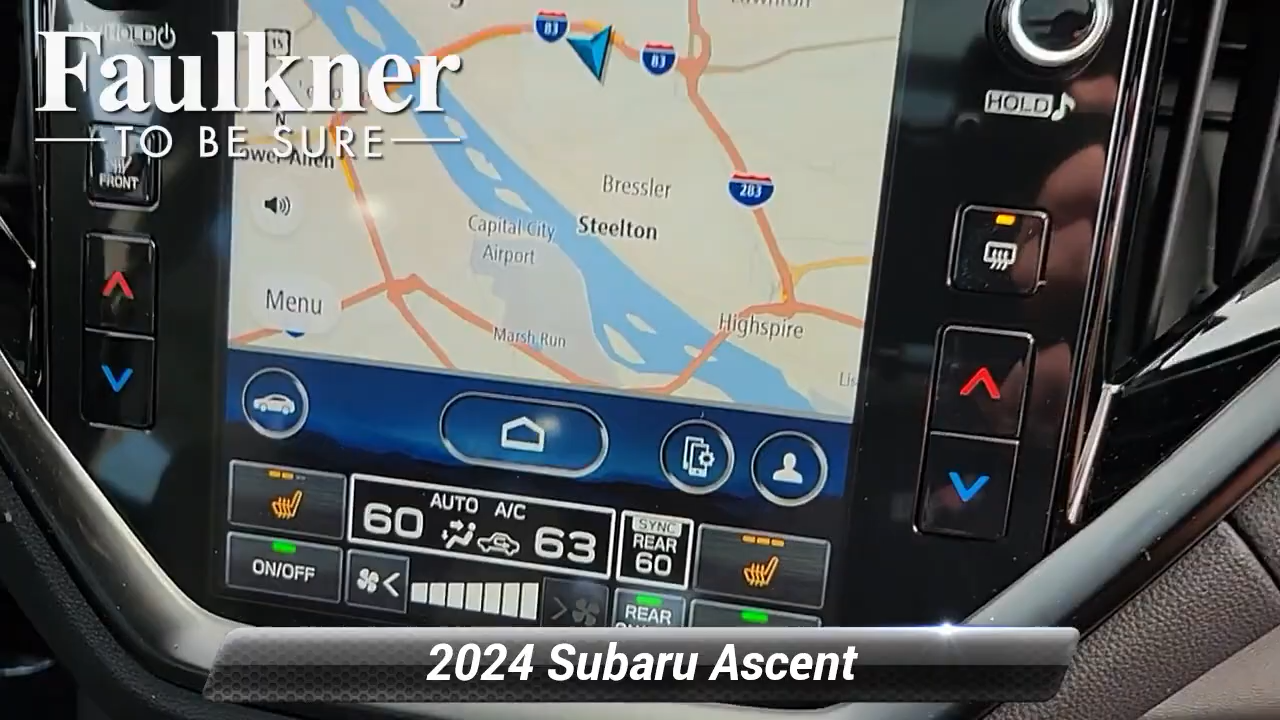 HOLD
Faulkner
TO BE SURE
FRONT
83
83
HOLD
283
Bressler
Steelton
Capital City
Airport
Menu
Marsh Run
Highspire
AUTO A/C
60
63
SYNC
REAR
60
ON/OFF
REAR
2024 Subaru Ascent